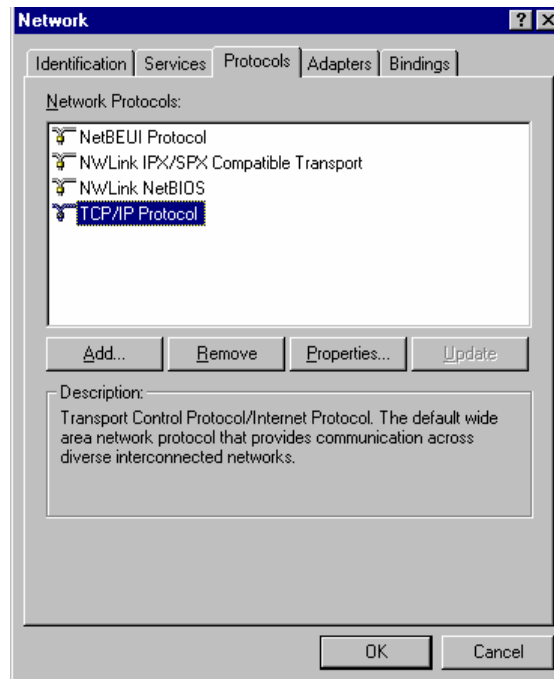 Network
Identification Services Protocols Adapters Bindings
Network Protocols:
NetBEUI Protocol
NWLink IPX/SPX Compatible Transport
NWLink NetBIOS
TCP/IP Protocol
Add... Remove Properties... Update
Description:
Transport Control Protocol/Internet Protocol. The default wide
area network protocol that provides communication across
diverse interconnected networks.
OK Cancel